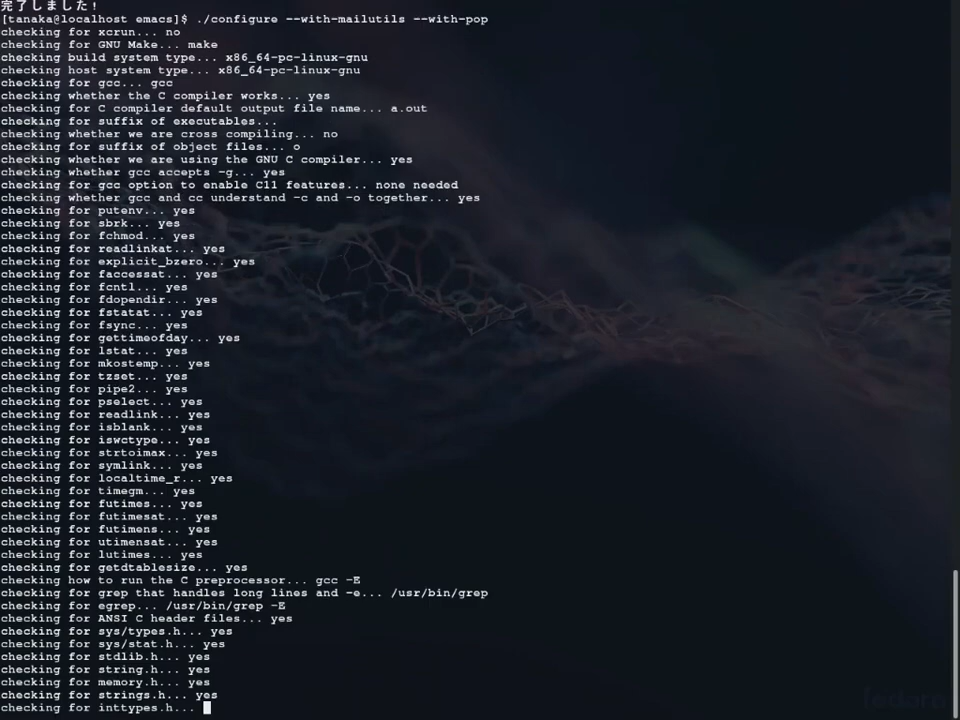 完了しました!
[tanaka@localhost emacs]$ ./configure --with-mailutils --with-pop
checking for xcrun... no
checking for GNU Make... make
checking build system type... x86_64-pc-linux-gnu
checking host system type... x86_64-pc-linux-gnu
checking for gcc... gcc
checking whether the C compiler works... yes
checking for C compiler default output file name... a.out
checking for suffix of executables...
checking whether we are cross compiling... no
checking for suffix of object files... o
checking whether we are using the GNU C compiler... yes
checking whether gcc accepts -g... yes
checking for gcc option to enable C11 features... none needed
checking whether gcc and cc understand -c and -o together... yes
checking for putenv... yes
checking for sbrk... yes
checking for fchmod... yes
checking for readlinkat... yes
checking for explicit_bzero... yes
checking for faccessat... yes
checking for fcntl... yes
checking for fdopendir... yes
checking for fstatat... yes
checking for fsync... yes
checking for gettimeofday... yes
checking for lstat... yes
checking for mkostemp... yes
checking for tzset... yes
checking for pipe2... yes
checking for pselect... yes
checking for readlink... yes
checking for isblank... yes
checking for iswctype... yes
checking for strtoimax... yes
checking for symlink... yes
checking for localtime_r... yes
checking for timegm... yes
checking for futimes... yes
checking for futimesat... yes
checking for futimens... yes
checking for utimensat... yes
checking for lutimes... yes
checking for getdtablesize... yes
checking how to run the C preprocessor... gcc -E
checking for grep that handles long lines and -e... /usr/bin/grep
checking for egrep... /usr/bin/grep -E
checking for ANSI C header files... yes
checking for sys/types.h... yes
checking for sys/stat.h... yes
checking for stdlib.h... yes
checking for string.h... yes
checking for memory.h... yes
checking for strings.h... yes
checking for inttypes.h...
fedora